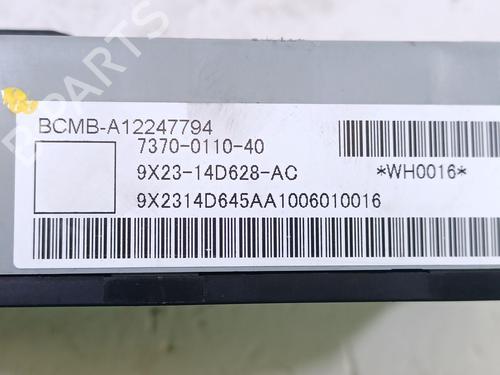 B-PARTS
BCMB-A12247794
7370-0110-40
9X23-14D628-AC
*WH0016*
9X2314D645AA1006010016